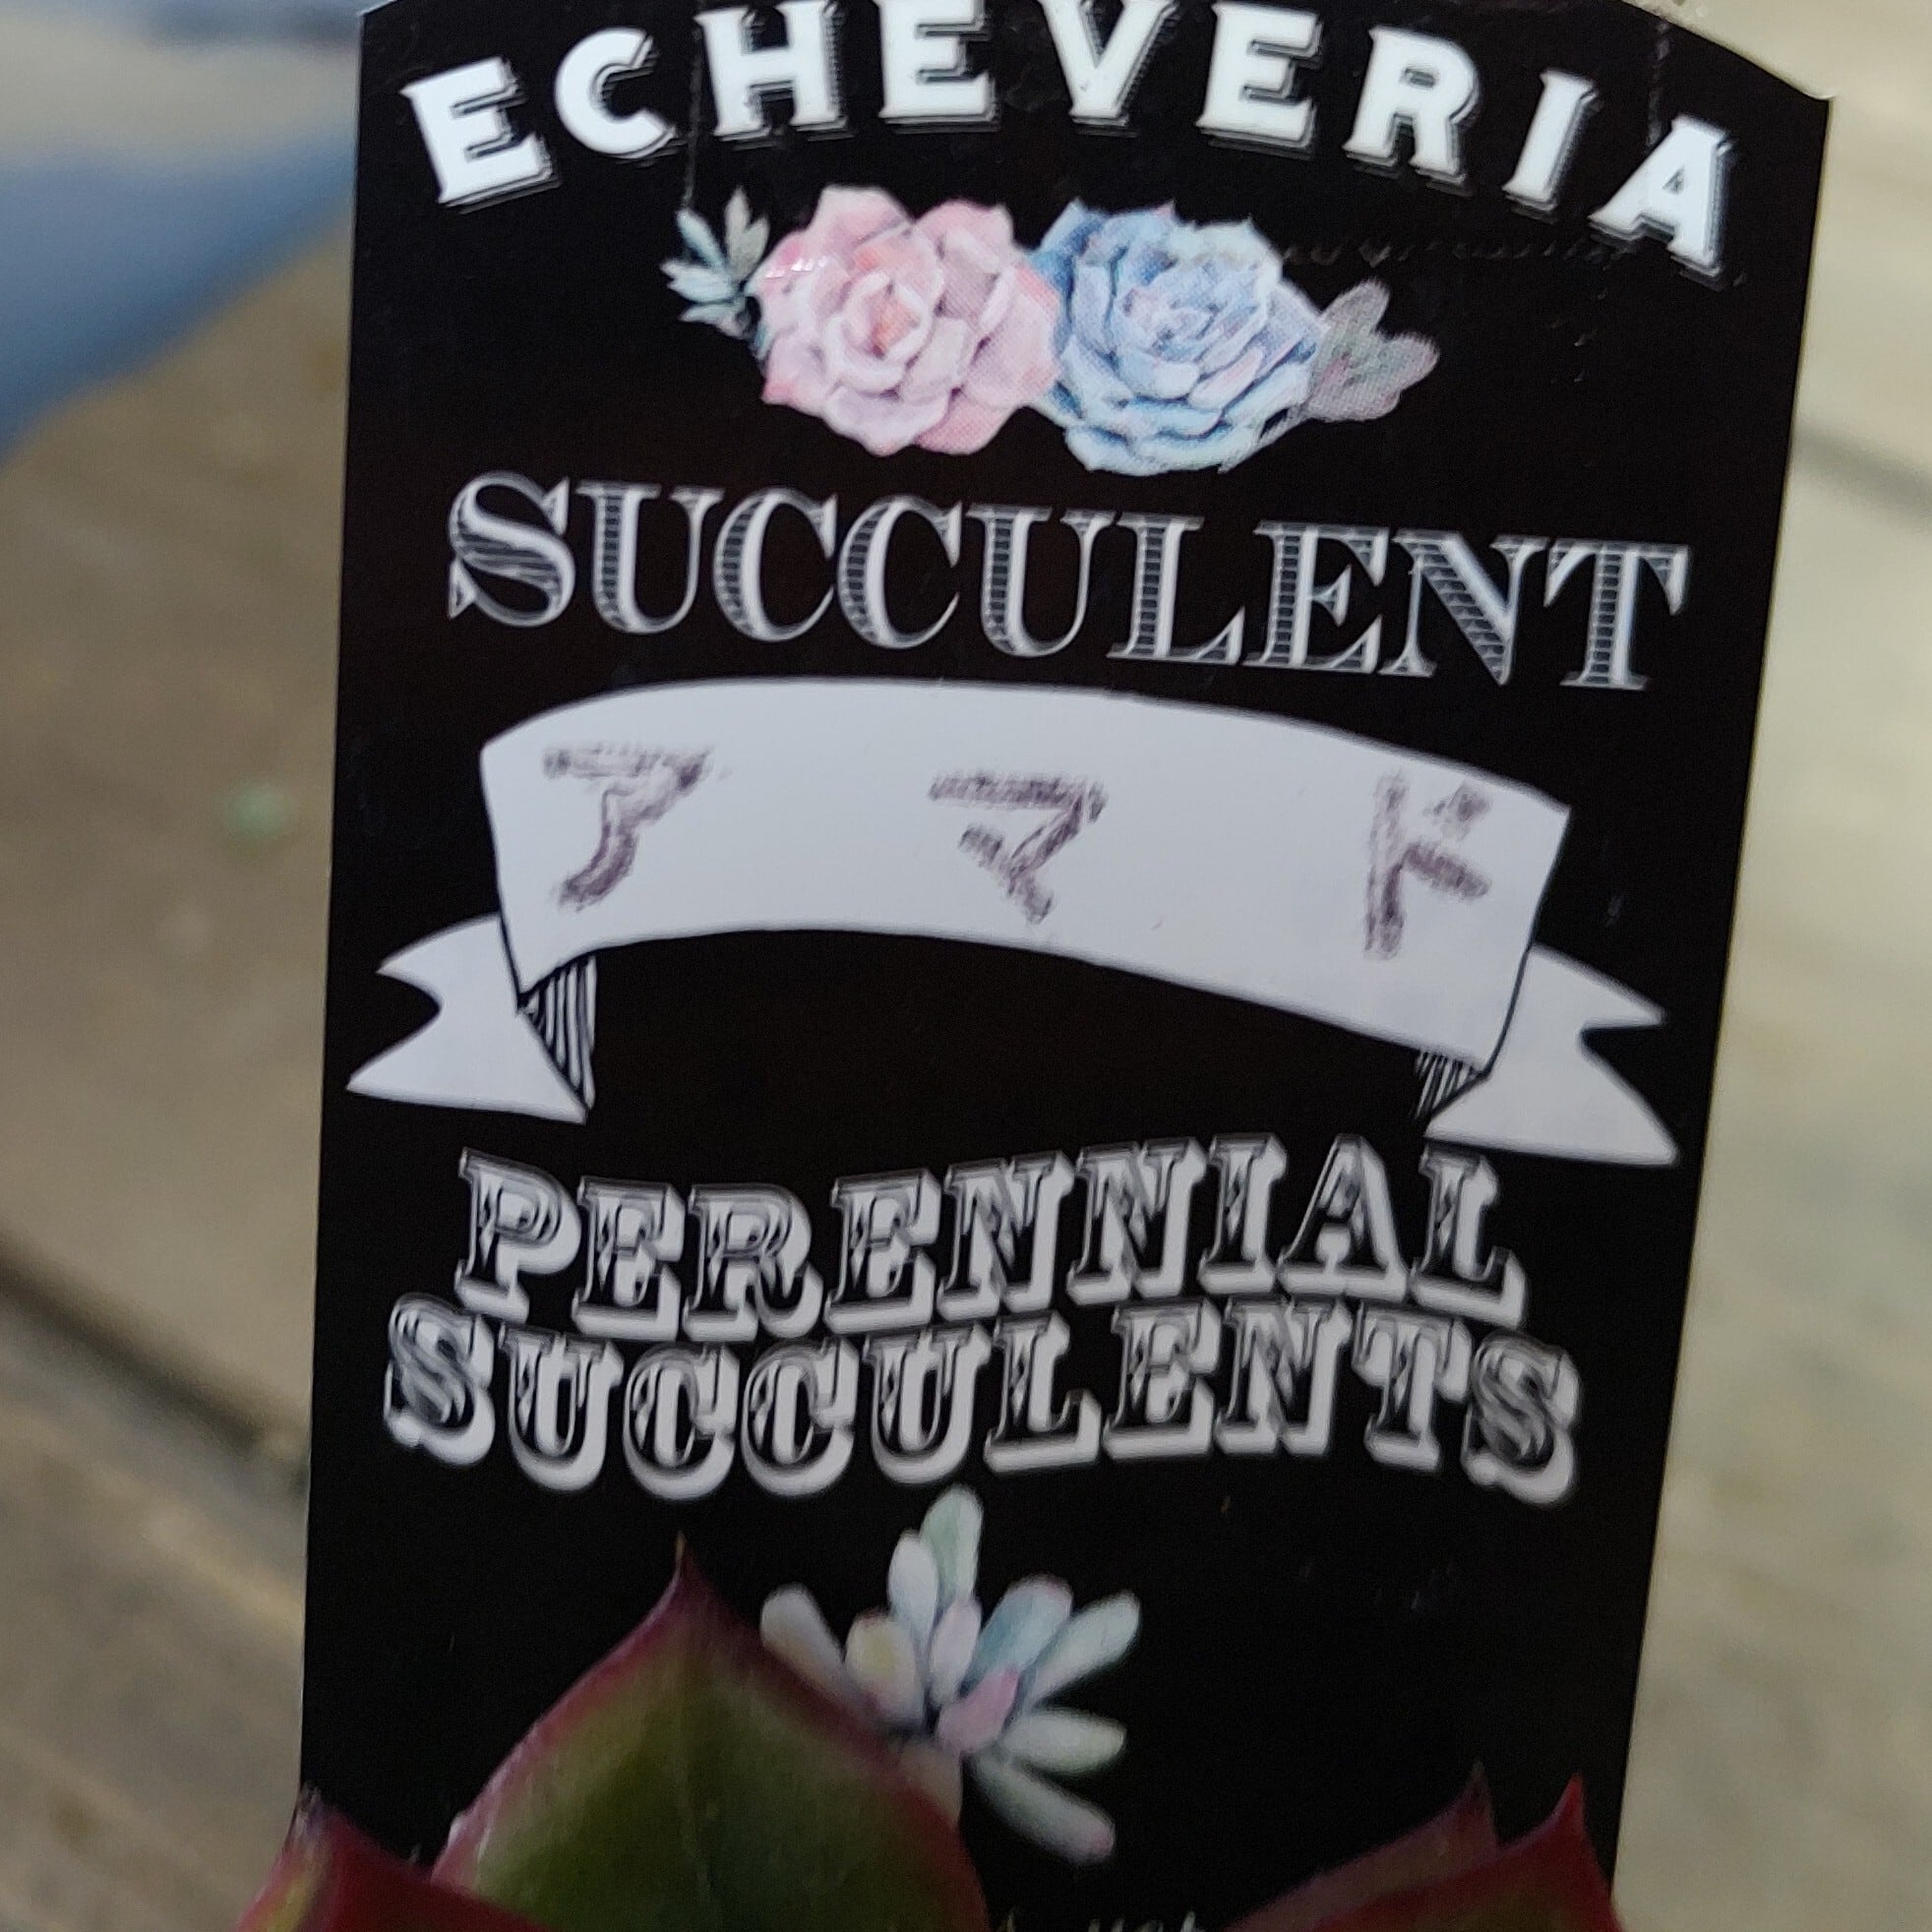 ECHEVERIA
SUCCULENT
アマド
PERENNIAL
SUCCULENTS